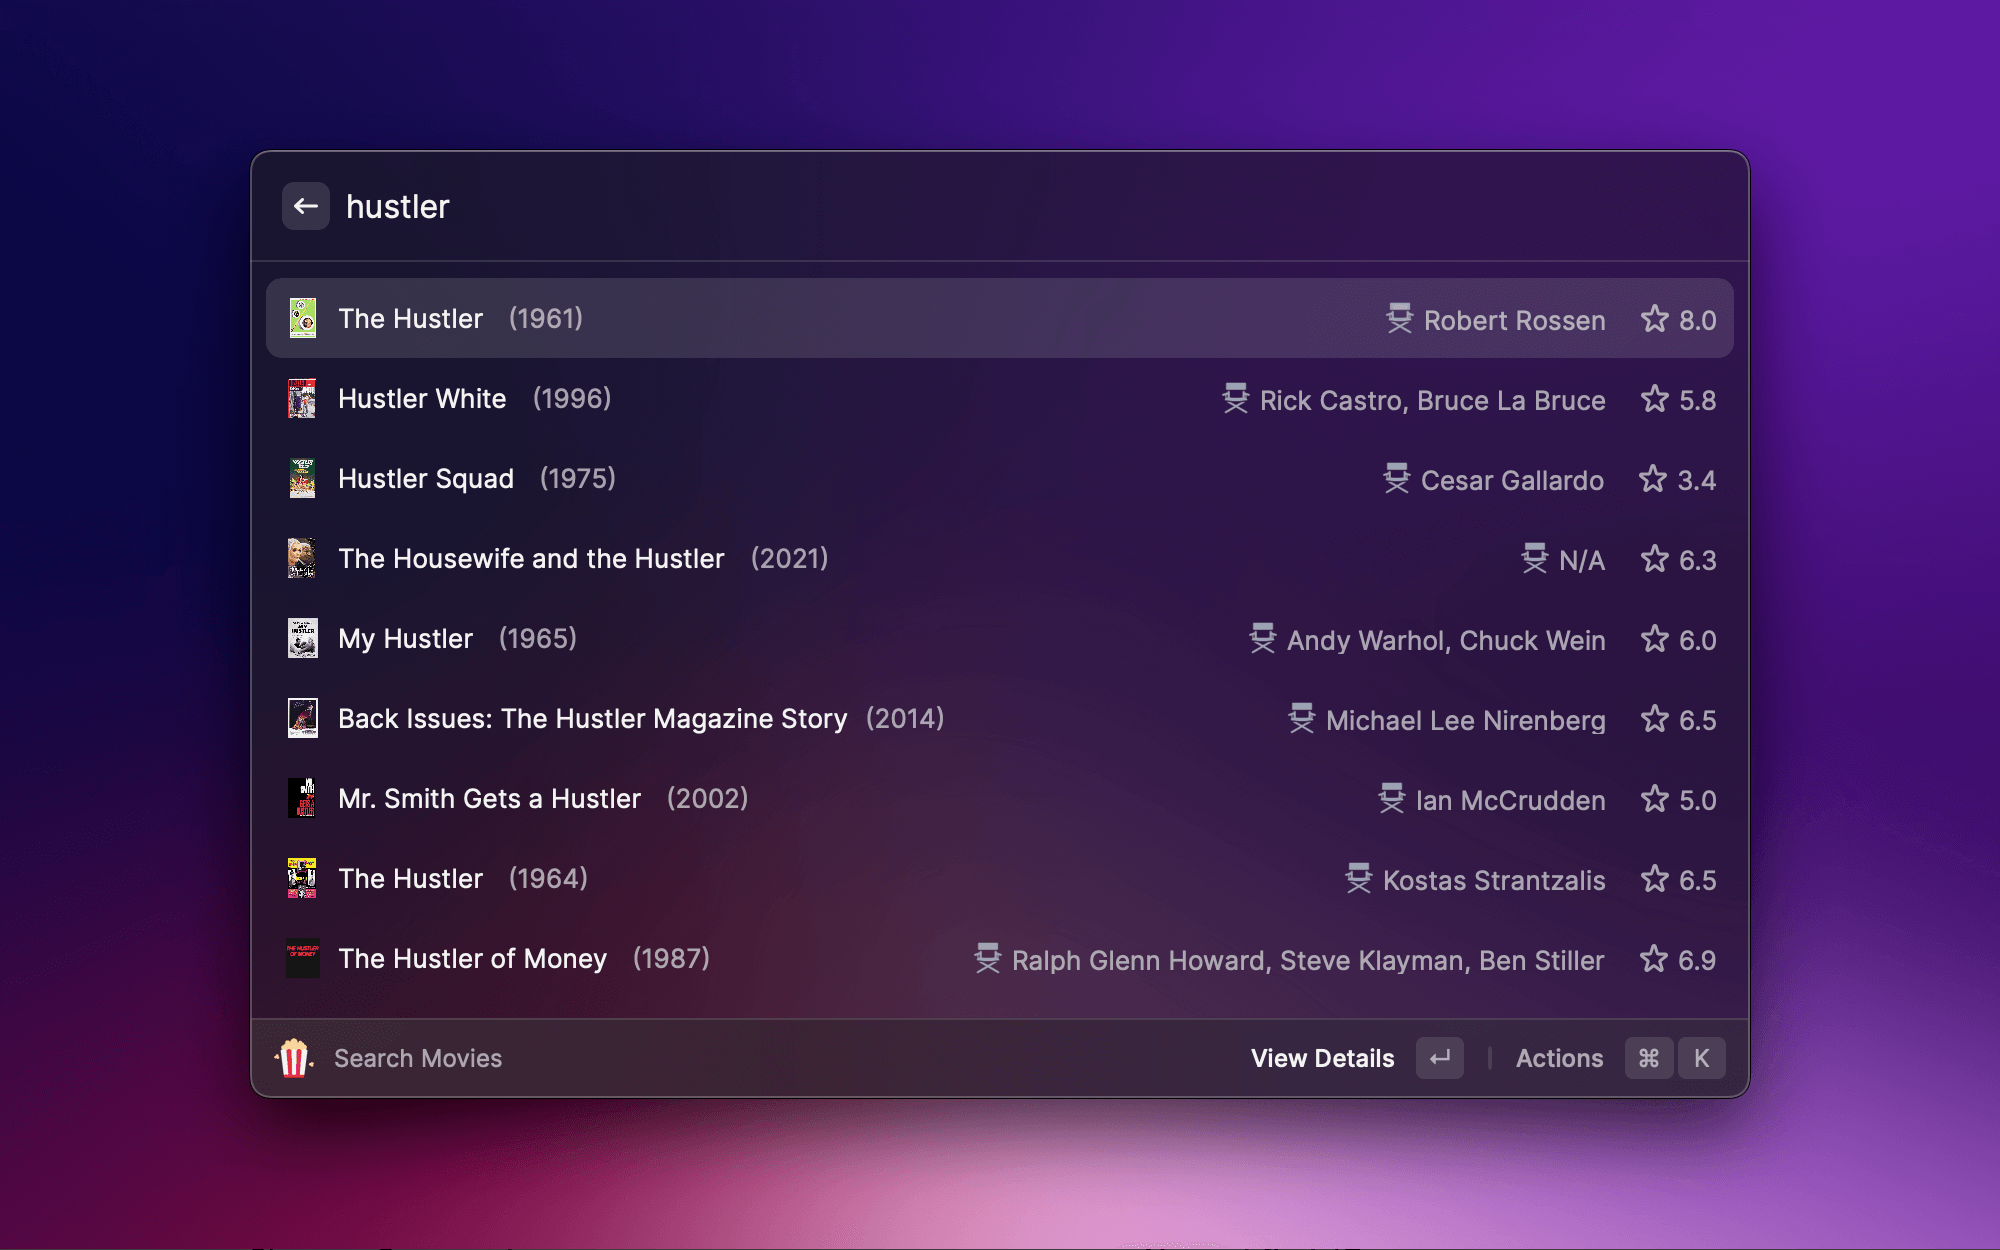 hustler
The Hustler (1961) Robert Rossen 8.0
Hustler White (1996) Rick Castro, Bruce La Bruce 5.8
Hustler Squad (1975) Cesar Gallardo 3.4
The Housewife and the Hustler (2021) N/A 6.3
My Hustler (1965) Andy Warhol, Chuck Wein 6.0
Back Issues: The Hustler Magazine Story (2014) Michael Lee Nirenberg 6.5
Mr. Smith Gets a Hustler (2002) Ian McCrudden 5.0
The Hustler (1964) Kostas Strantzalis 6.5
THE HUSTLER
OF MONEY
The Hustler of Money (1987) Ralph Glenn Howard, Steve Klayman, Ben Stiller 6.9
Search Movies View Details ↵ Actions ⌘ K